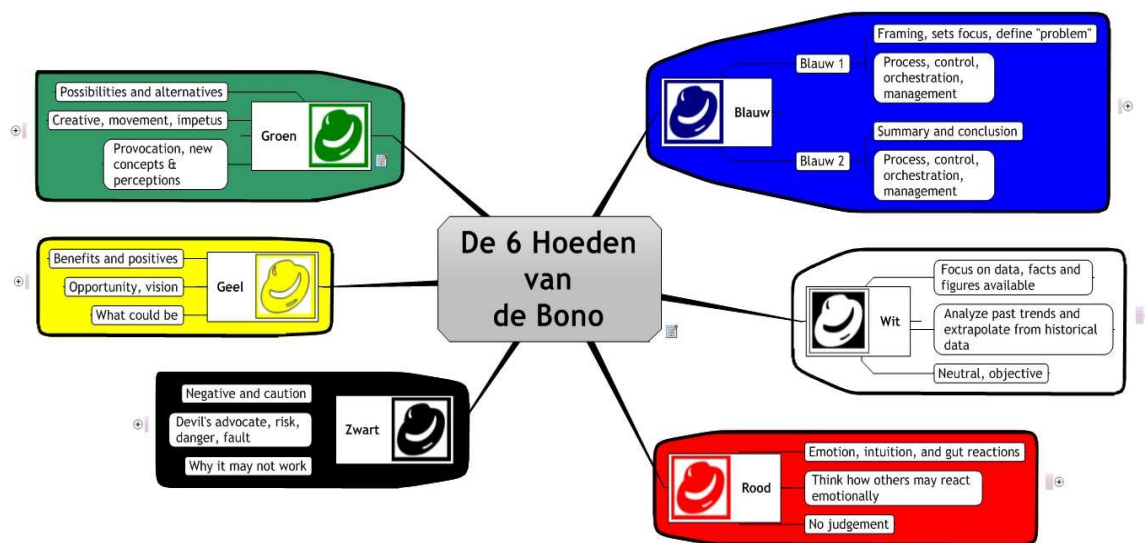 De 6 Hoeden
van
de Bono
Blauw
Blauw 1
Framing, sets focus, define "problem"
Process, control,
orchestration,
management
Blauw 2
Summary and conclusion
Process, control,
orchestration,
management
Wit
Focus on data, facts and
figures available
Analyze past trends and
extrapolate from historical
data
Neutral, objective
Rood
Emotion, intuition, and gut reactions
Think how others may react
emotionally
No judgement
Zwart
Negative and caution
Devil's advocate, risk,
danger, fault
Why it may not work
Geel
Benefits and positives
Opportunity, vision
What could be
Groen
Possibilities and alternatives
Creative, movement, impetus
Provocation, new
concepts &
perceptions